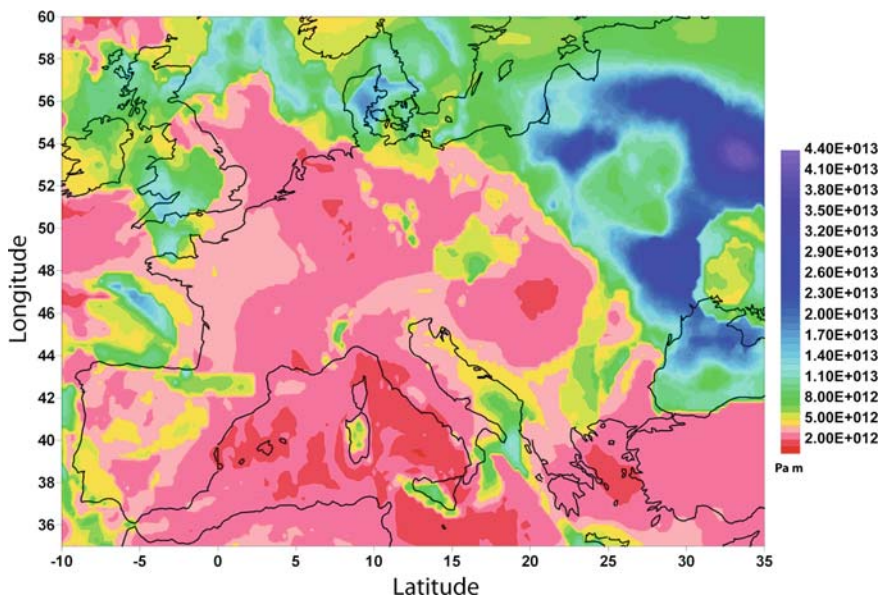 60
58
56
54
52
50
48
46
44
42
40
38
36
Longitude
-10 -5 0 5 10 15 20 25 30 35
Latitude
4.40E+013
4.10E+013
3.80E+013
3.50E+013
3.20E+013
2.90E+013
2.60E+013
2.30E+013
2.00E+013
1.70E+013
1.40E+013
1.10E+013
8.00E+012
5.00E+012
2.00E+012
Pa m